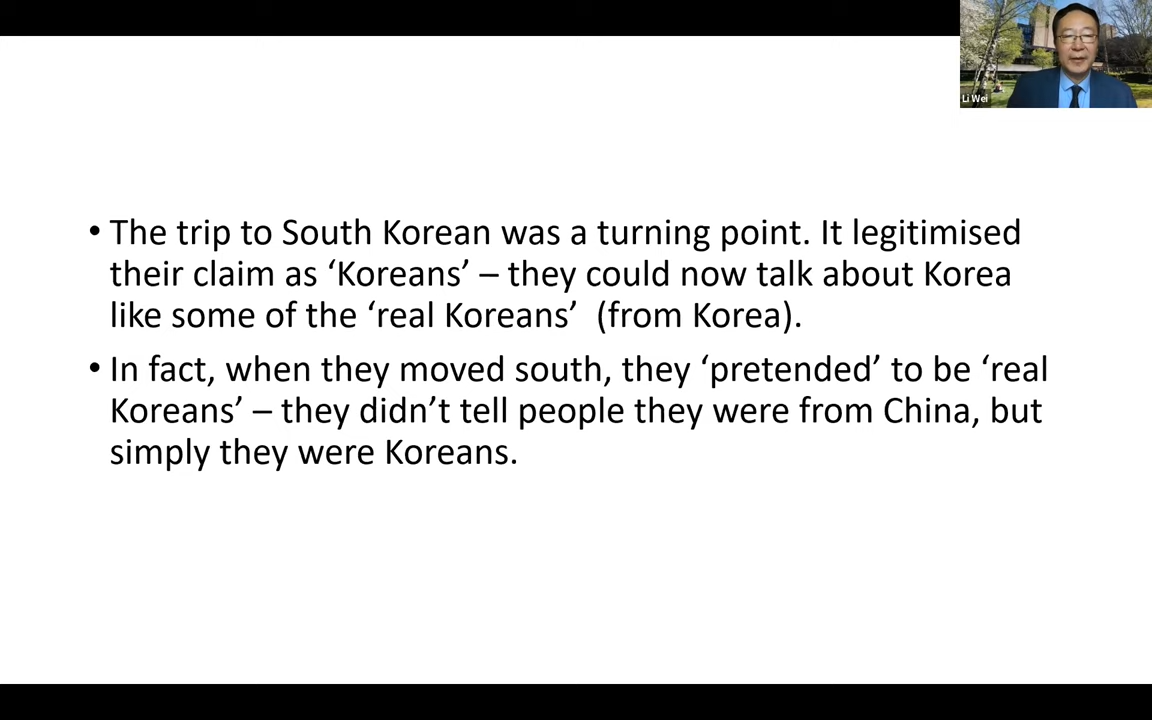 Li Wei
• The trip to South Korean was a turning point. It legitimised
their claim as ‘Koreans’ – they could now talk about Korea
like some of the ‘real Koreans’  (from Korea).
• In fact, when they moved south, they ‘pretended’ to be ‘real
Koreans’ – they didn’t tell people they were from China, but
simply they were Koreans.